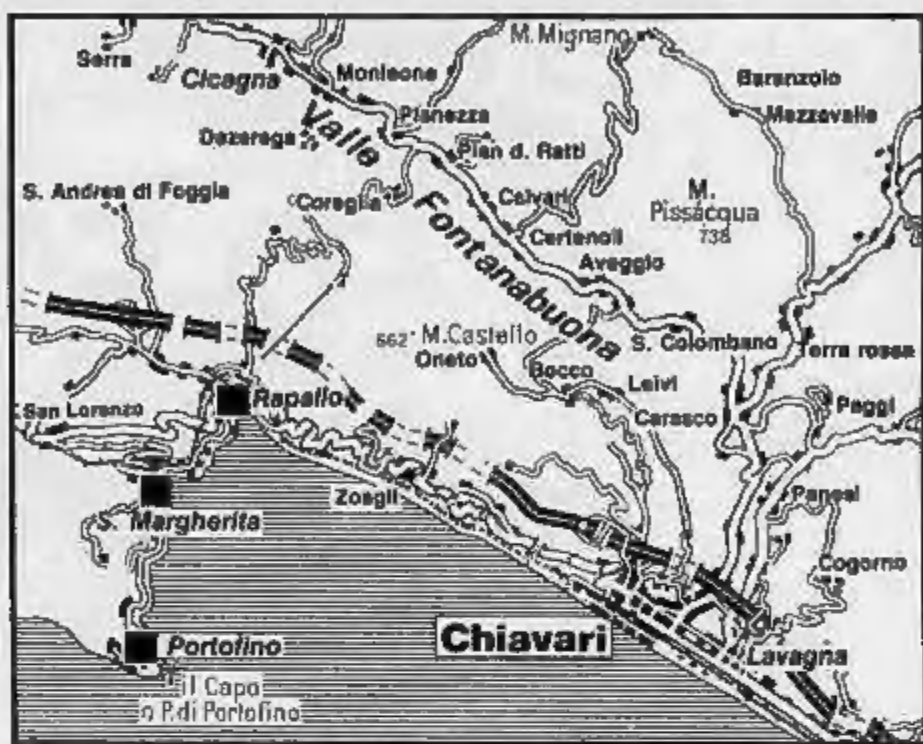 M. Mignano
Serra
Cicagna
Monleone
Baranzolo
Pianezza
Mezzavalle
Dezerega
Valle
Pian d. Ratti
S. Andrea di Foggia
Coreglia
M.
Pissacqua
738
Calvari
Fontanabuona
Certenoli
Aveggio
662
M. Castello
Oneto
S. Colombano
Terra rossa
Bocco
Leivi
Rapallo
San Lorenzo
Carasco
Paggi
Zoagli
Panesi
S. Margherita
Cogorno
Chiavari
Portofino
Lavagna
il Capo
o P. di Portofino